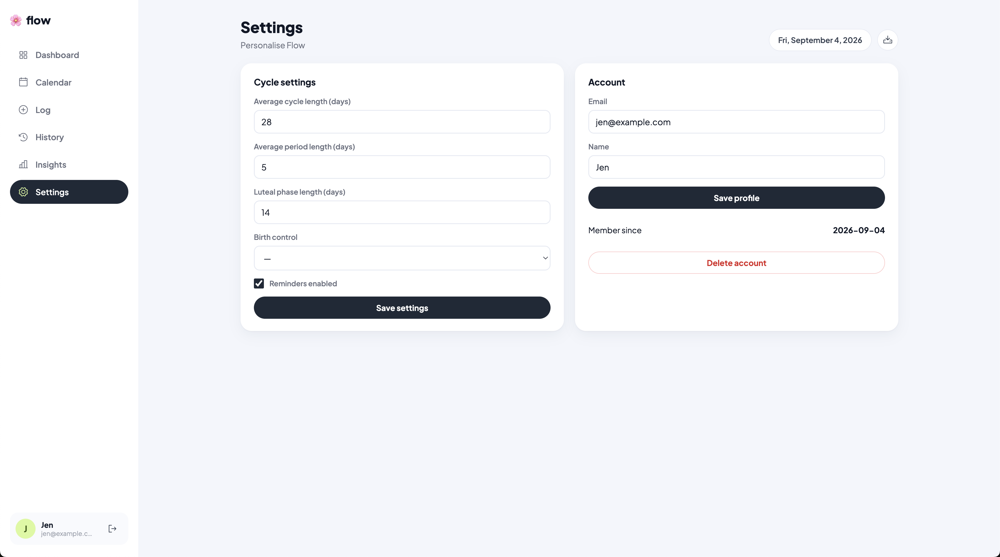 flow
Dashboard
Calendar
Log
History
Insights
Settings
Jen
jen@example.c...
Settings
Personalise Flow
Fri, September 4, 2026
Cycle settings
Average cycle length (days)
28
Average period length (days)
5
Luteal phase length (days)
14
Birth control
—
Reminders enabled
Save settings
Account
Email
jen@example.com
Name
Jen
Save profile
Member since 2026-09-04
Delete account
J